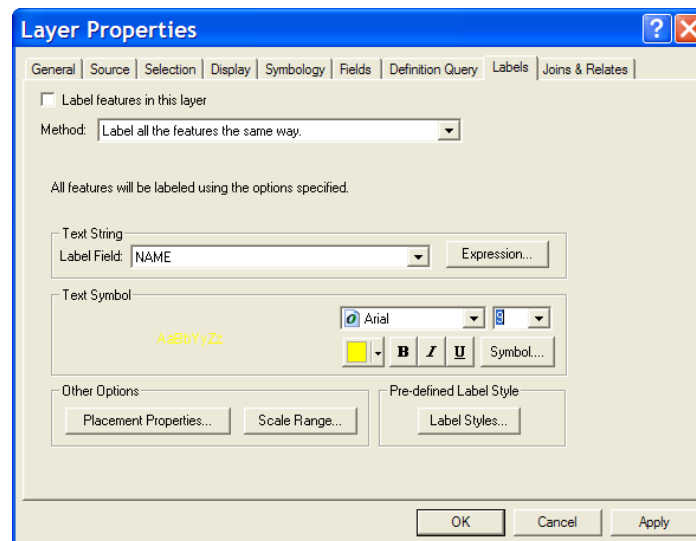 Layer Properties
General Source Selection Display Symbology Fields Definition Query Labels Joins & Relates
Label features in this layer
Method: Label all the features the same way.
All features will be labeled using the options specified.
Text String
Label Field: NAME Expression...
Text Symbol
AaBbYyZz
Arial 9
B I U Symbol....
Other Options Pre-defined Label Style
Placement Properties... Scale Range... Label Styles...
OK Cancel Apply